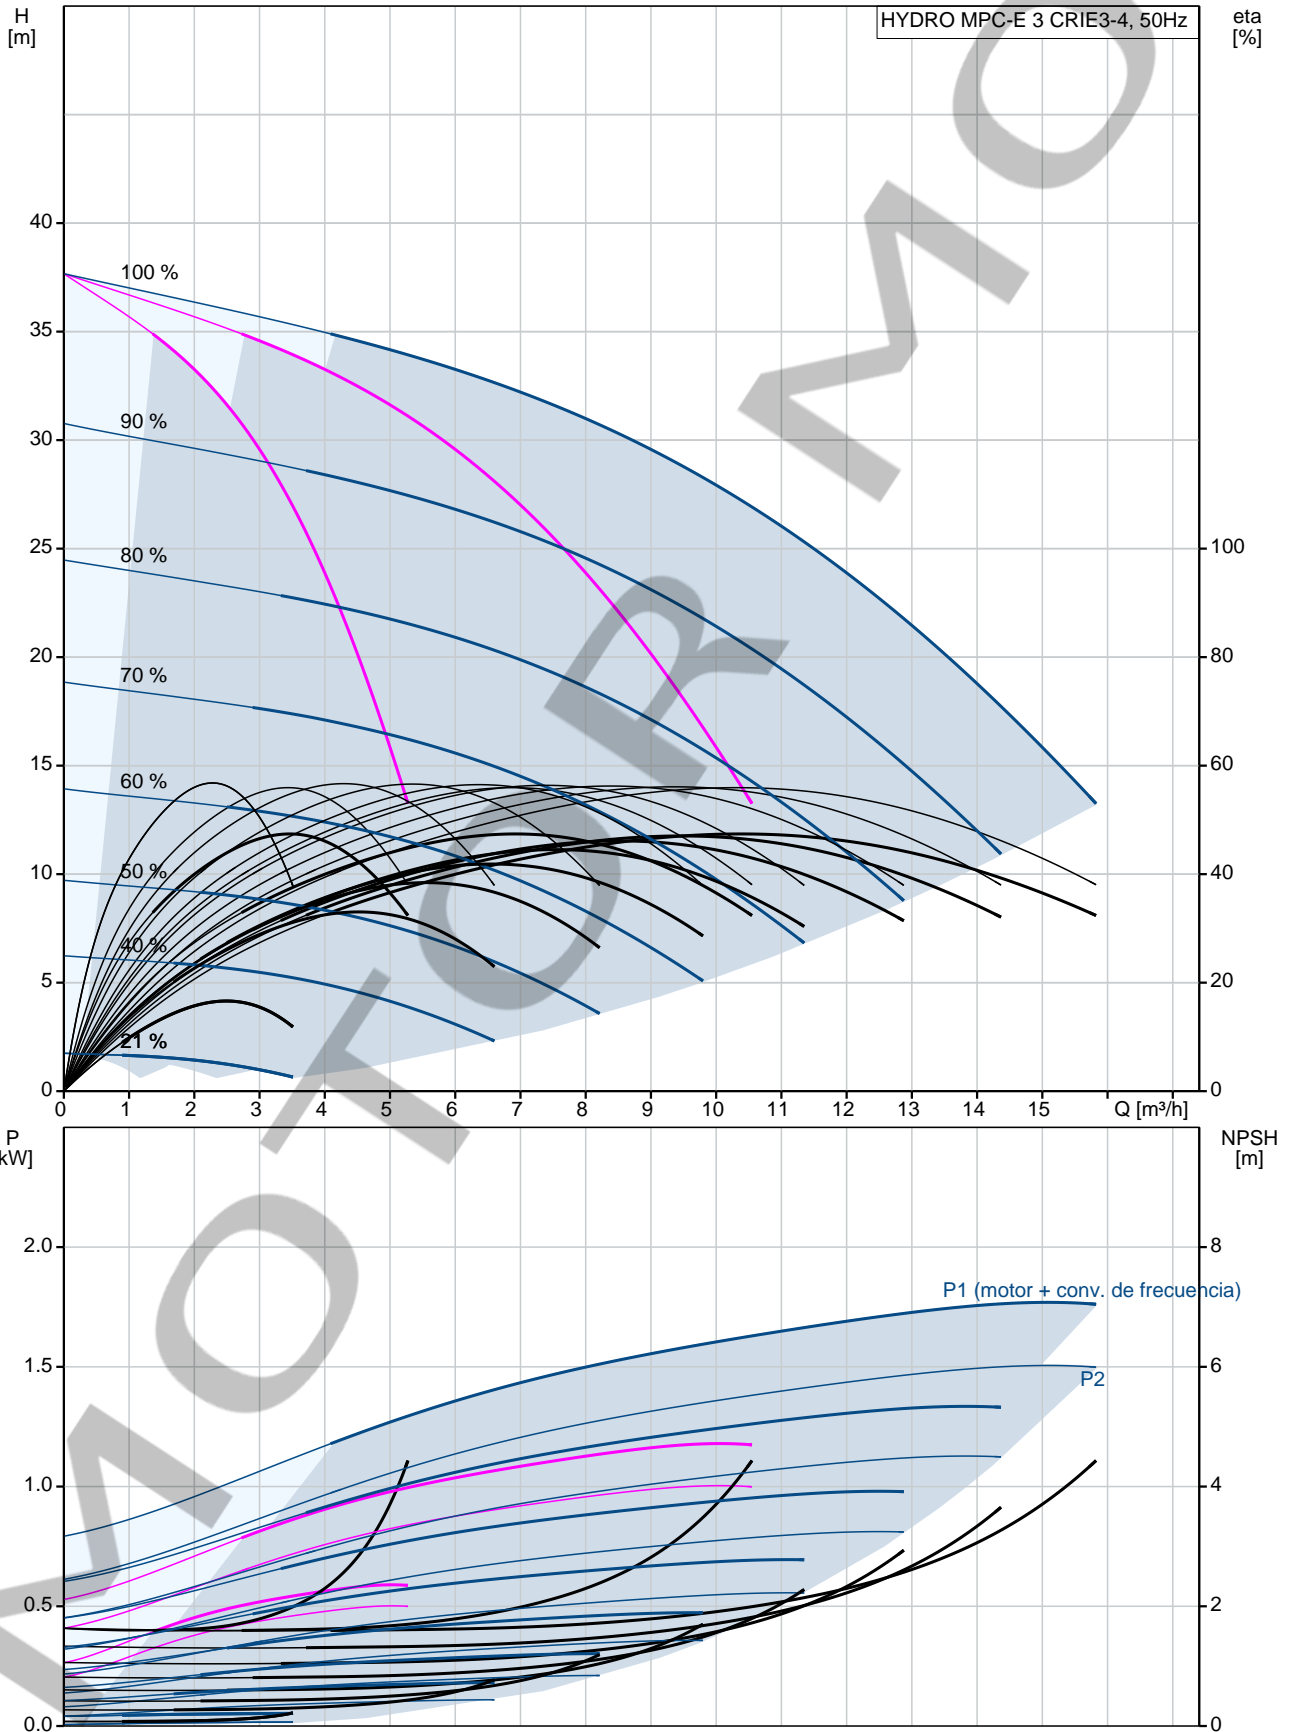 H
[m]
HYDRO MPC-E 3 CRIE3-4, 50Hz
eta
[%]
40
100 %
35
90 %
30
80 %
25
100
70 %
20
80
60 %
15
60
50 %
10
40
40 %
5
20
21 %
0
0
0 1 2 3 4 5 6 7 8 9 10 11 12 13 14 15 Q [m³/h]
P
kW]
NPSH
[m]
2.0
8
P1 (motor + conv. de frecuencia)
1.5
6
P2
1.0
4
0.5
2
0.0
0
MOTOR MO